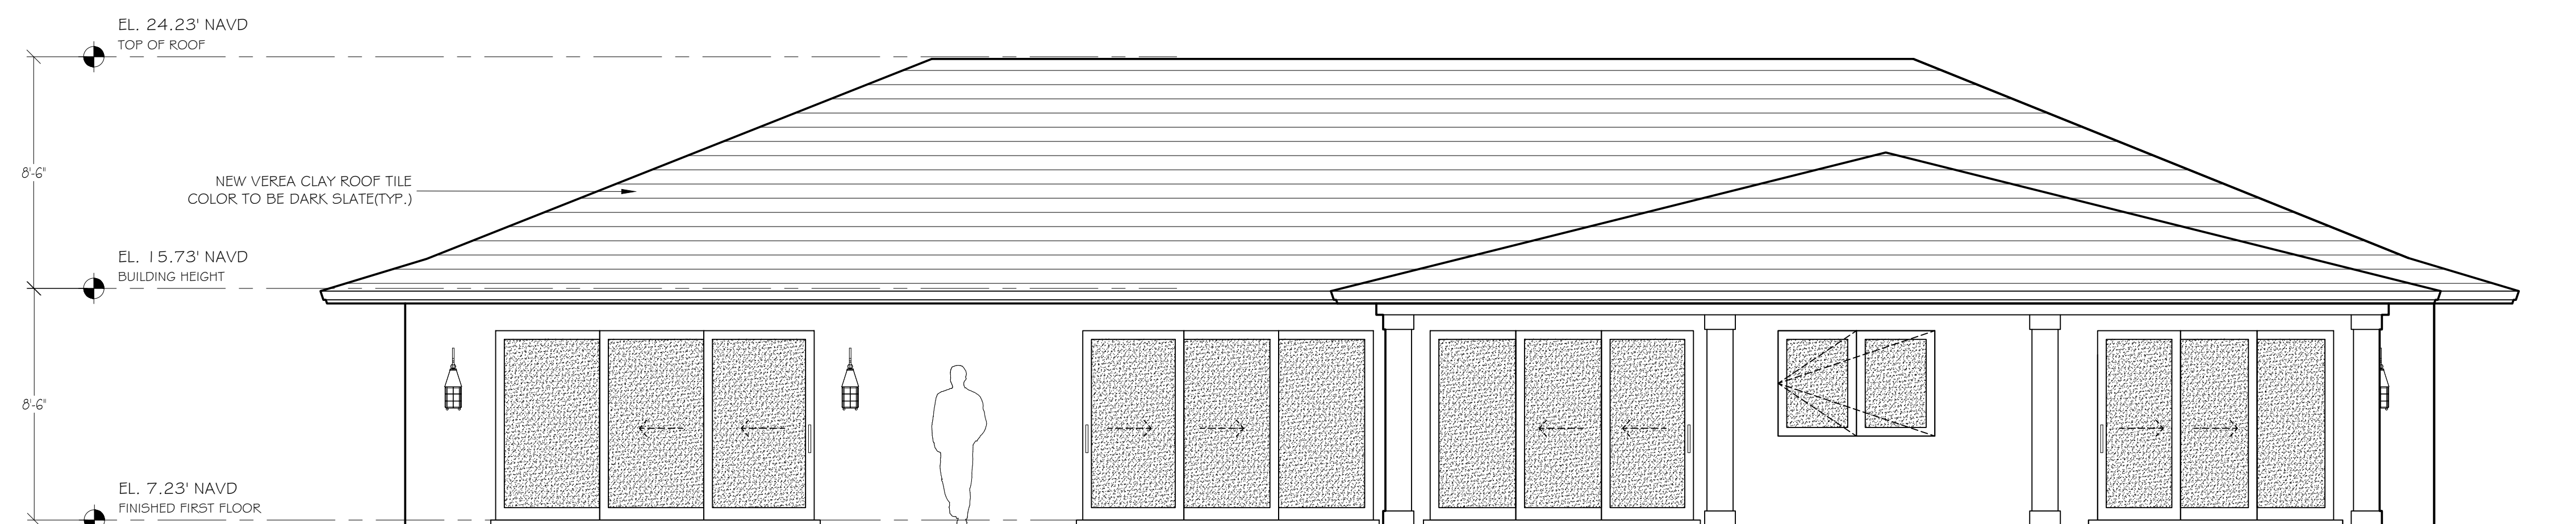 EL. 24.23' NAVD
TOP OF ROOF
8'-6"
NEW VEREA CLAY ROOF TILE
COLOR TO BE DARK SLATE(TYP.)
EL. 15.73' NAVD
BUILDING HEIGHT
8'-6"
EL. 7.23' NAVD
FINISHED FIRST FLOOR